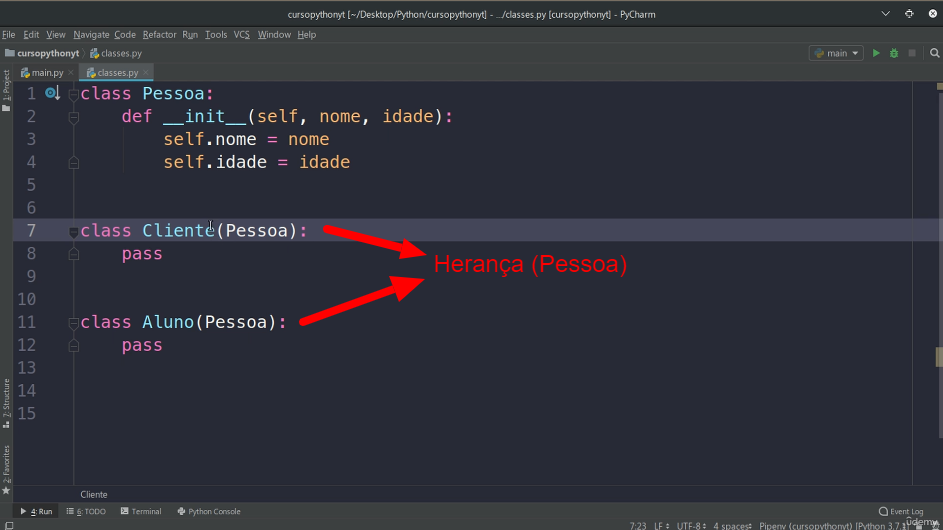 cursopythonyt [~/Desktop/Python/cursopythonyt] - .../classes.py [cursopythonyt] - PyCharm
File Edit View Navigate Code Refactor Run Tools VCS Window Help
cursopythonyt classes.py main
main.py classes.py
1: Project
1 class Pessoa:
2 def __init__(self, nome, idade):
3 self.nome = nome
4 self.idade = idade
5
6
7 class Cliente(Pessoa):
8 pass
Herança (Pessoa)
9
10
11 class Aluno(Pessoa):
12 pass
13
14
15
7: Structure
2: Favorites
Cliente
4: Run 6: TODO Terminal Python Console Event Log
7:23 LF UTF-8 4 spaces Pipenv (cursopythonyt) [Python 3.7.
ûdemy